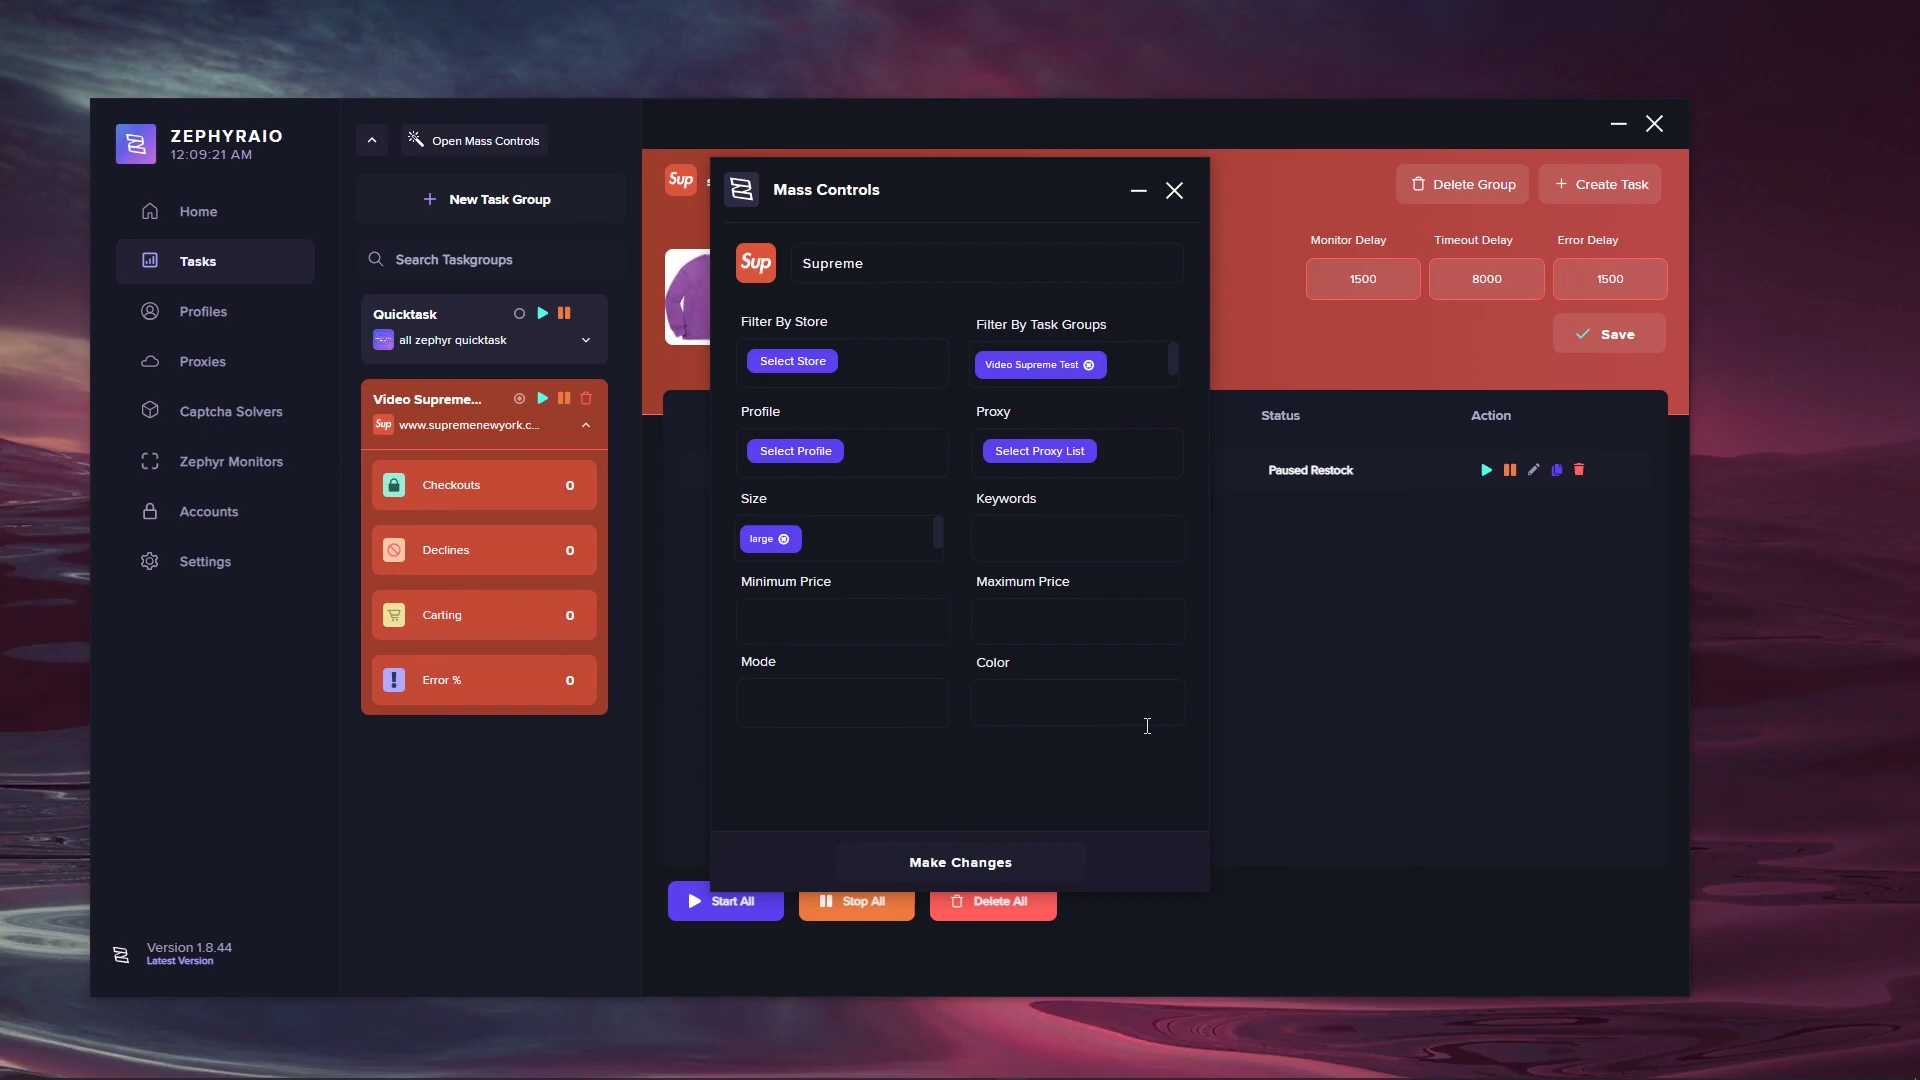 ZEPHYRAIO
12:09:21 AM
Home
Tasks
Profiles
Proxies
Captcha Solvers
Zephyr Monitors
Accounts
Settings
Version 1.8.44
Latest Version
Open Mass Controls
New Task Group
Search Taskgroups
Quicktask
all zephyr quicktask
Video Supreme...
Sup
www.supremenewyork.c...
Checkouts 0
Declines 0
Carting 0
Error % 0
Sup
Delete Group
Create Task
Monitor Delay
Timeout Delay
Error Delay
1500
8000
1500
Save
Status
Action
Paused Restock
Mass Controls
Sup
Supreme
Filter By Store
Filter By Task Groups
Select Store
Video Supreme Test
Profile
Proxy
Select Profile
Select Proxy List
Size
Keywords
large
Minimum Price
Maximum Price
Mode
Color
Make Changes
Start All
Stop All
Delete All